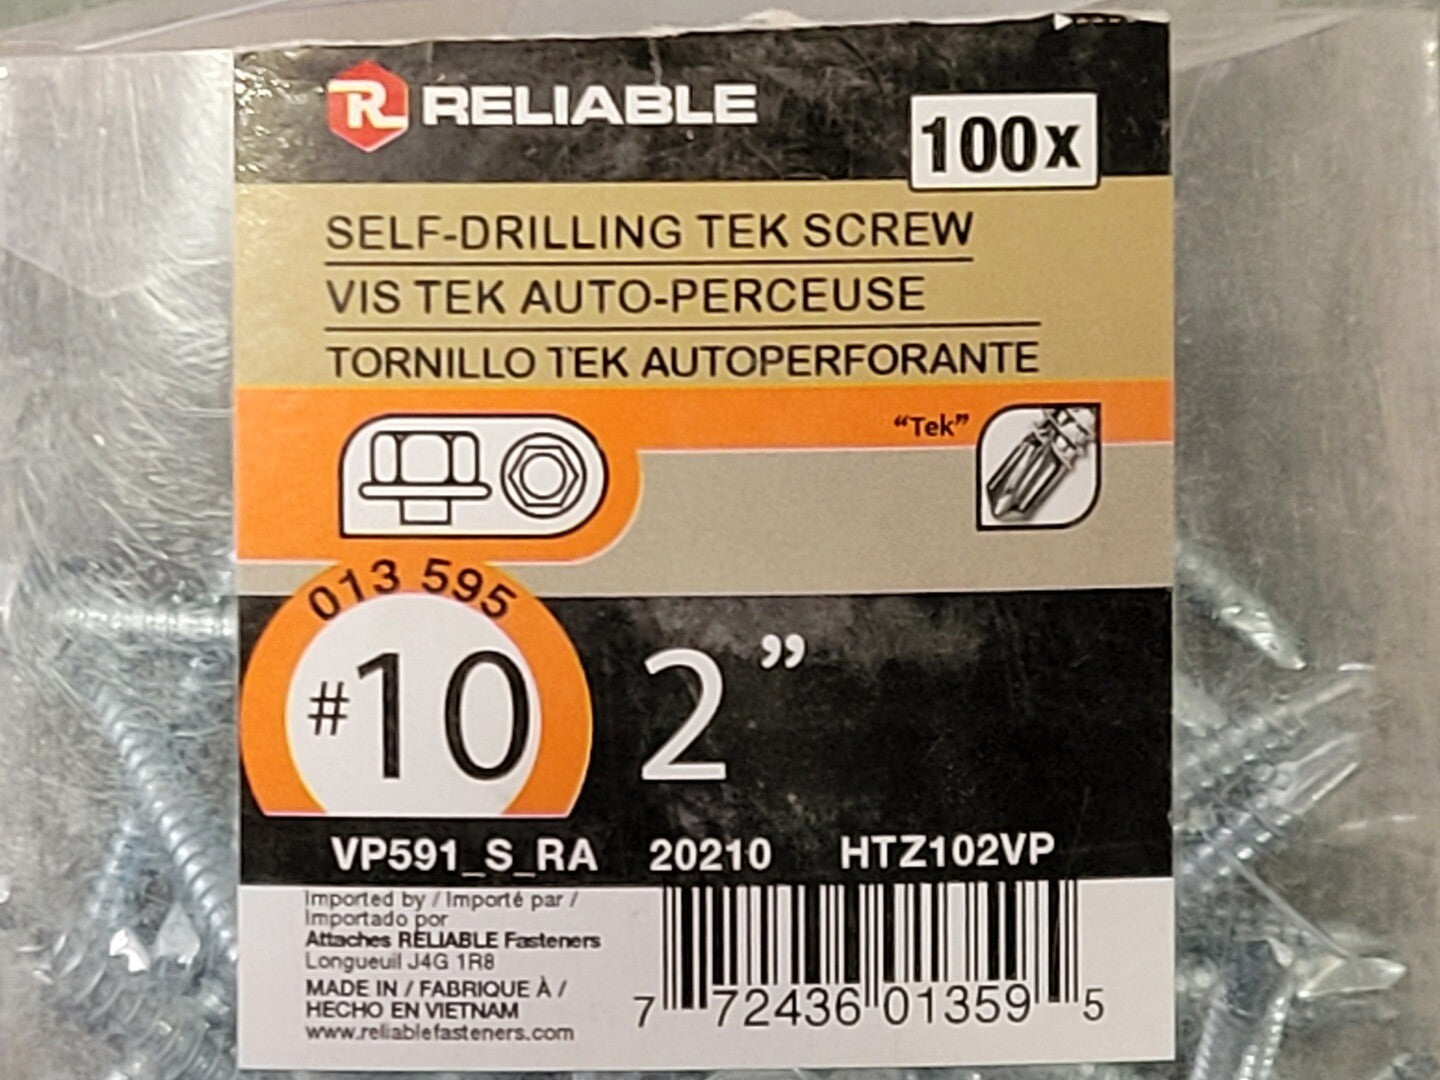 R RELIABLE
100x
SELF-DRILLING TEK SCREW
VIS TEK AUTO-PERCEUSE
TORNILLO TEK AUTOPERFORANTE
“Tek”
013 595
#10 2”
VP591_S_RA 20210 HTZ102VP
Imported by / Importé par /
Importado por
Attaches RELIABLE Fasteners
Longueuil J4G 1R8
MADE IN / FABRIQUE À /
HECHO EN VIETNAM
www.reliablefasteners.com
7 72436 01359 5